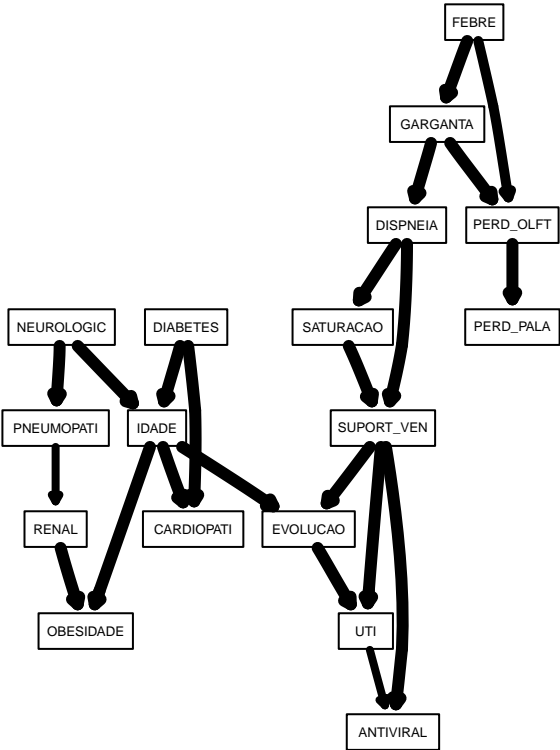 FEBRE
GARGANTA
DISPNEIA
PERD_OLFT
NEUROLOGIC
DIABETES
SATURACAO
PERD_PALA
PNEUMOPATI
IDADE
SUPORT_VEN
RENAL
CARDIOPATI
EVOLUCAO
OBESIDADE
UTI
ANTIVIRAL